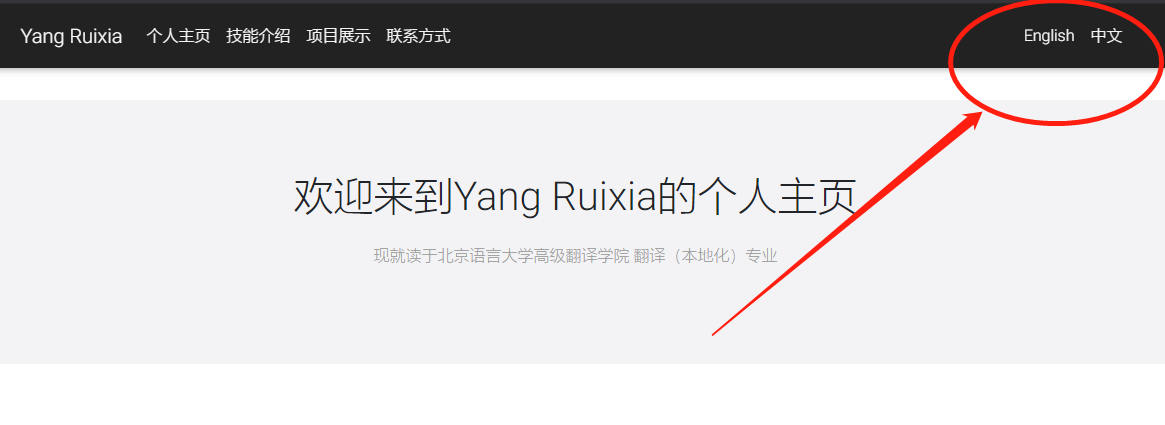 Yang Ruixia 个人主页 技能介绍 项目展示 联系方式 English 中文
欢迎来到Yang Ruixia的个人主页
现就读于北京语言大学高级翻译学院 翻译（本地化）专业